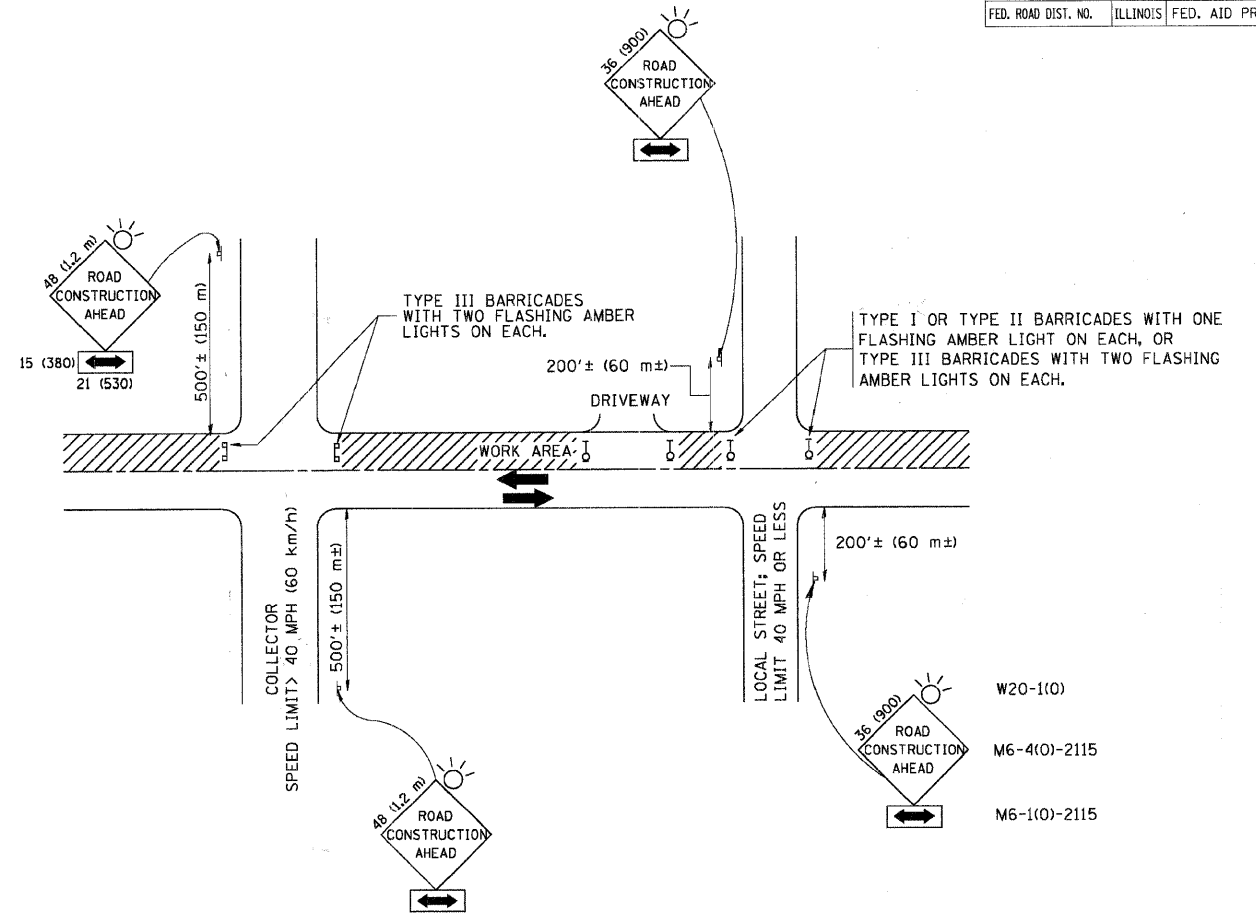 FED. ROAD DIST. NO. ILLINOIS FED. AID PR
36 (900)
ROAD
CONSTRUCTION
AHEAD
48 (1.2 m)
ROAD
CONSTRUCTION
AHEAD
15 (380)
21 (530)
500'± (150 m)
TYPE III BARRICADES
WITH TWO FLASHING AMBER
LIGHTS ON EACH.
200'± (60 m±)
DRIVEWAY
TYPE I OR TYPE II BARRICADES WITH ONE
FLASHING AMBER LIGHT ON EACH, OR
TYPE III BARRICADES WITH TWO FLASHING
AMBER LIGHTS ON EACH.
WORK AREA
COLLECTOR
SPEED LIMIT> 40 MPH (60 km/h)
500'± (150 m±)
LOCAL STREET; SPEED
LIMIT 40 MPH OR LESS
200'± (60 m±)
48 (1.2 m)
ROAD
CONSTRUCTION
AHEAD
36 (900)
ROAD
CONSTRUCTION
AHEAD
W20-1(O)
M6-4(O)-2115
M6-1(O)-2115